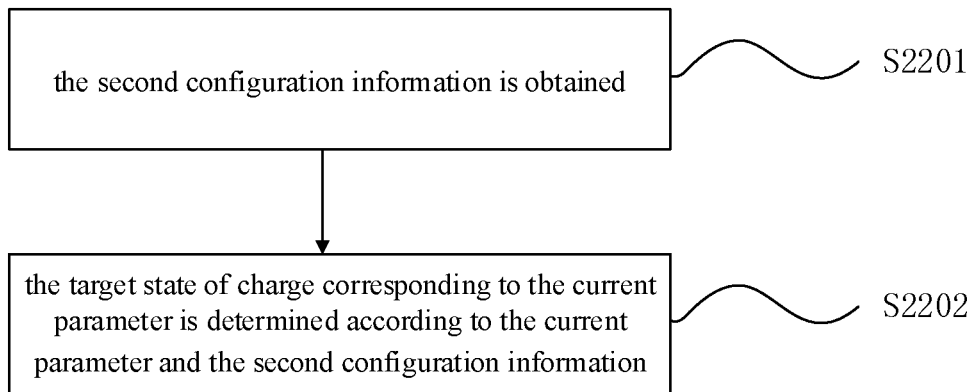 the second configuration information is obtained
S2201
the target state of charge corresponding to the current
parameter is determined according to the current
parameter and the second configuration information
S2202